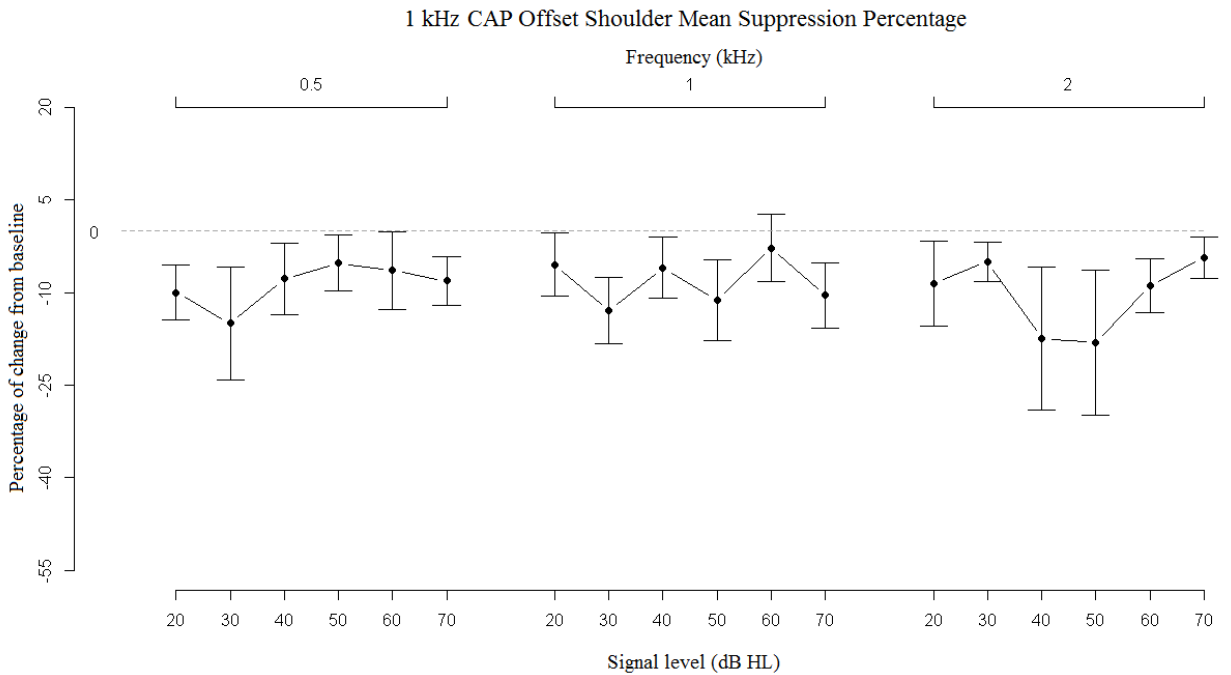 1 kHz CAP Offset Shoulder Mean Suppression Percentage
Frequency (kHz)
0.5 1 2
20
5
0
-10
-25
-40
-55
Percentage of change from baseline
20 30 40 50 60 70 20 30 40 50 60 70 20 30 40 50 60 70
Signal level (dB HL)